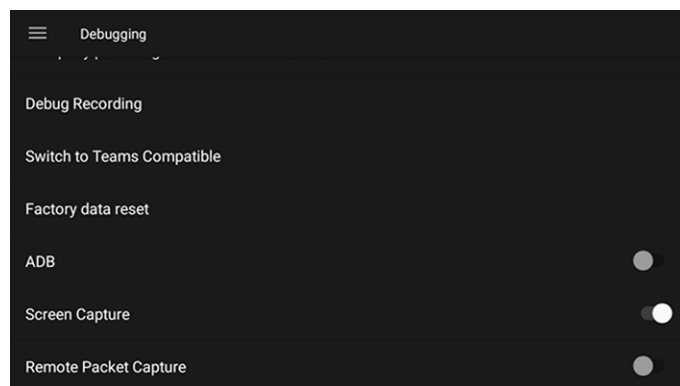 Debugging
Debug Recording
Switch to Teams Compatible
Factory data reset
ADB
Screen Capture
Remote Packet Capture